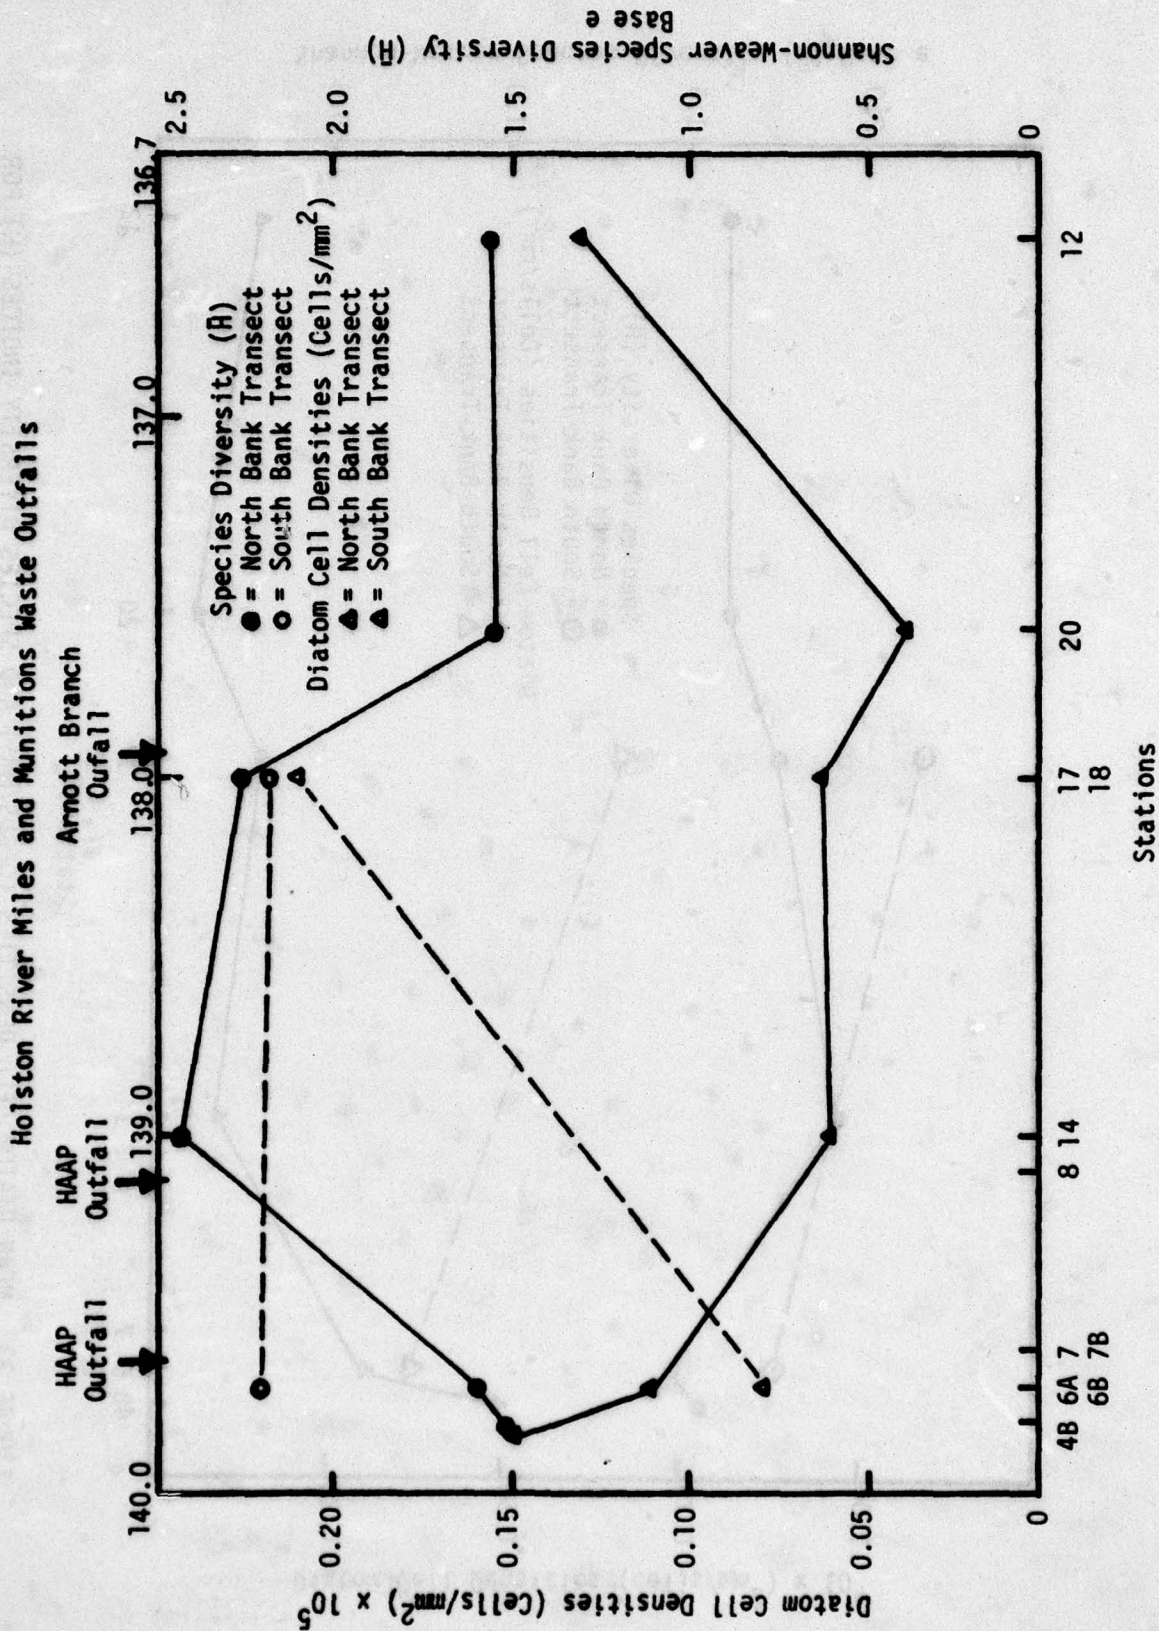 Holston River Miles and Munitions Waste Outfalls
HAAP
Outfall
HAAP
Outfall
Arnott Branch
Oufall
140.0
139.0
138.0
137.0
136.7
Species Diversity (H̄)
● = North Bank Transect
○ = South Bank Transect
Diatom Cell Densities (Cells/mm²)
▲ = North Bank Transect
▲ = South Bank Transect
Diatom Cell Densities (Cells/mm²) x 10⁵
0.20
0.15
0.10
0.05
0
Shannon-Weaver Species Diversity (H̄)
Base e
2.5
2.0
1.5
1.0
0.5
0
4B 6A 7 8 14 17 20 12
6B 7B 18
Stations